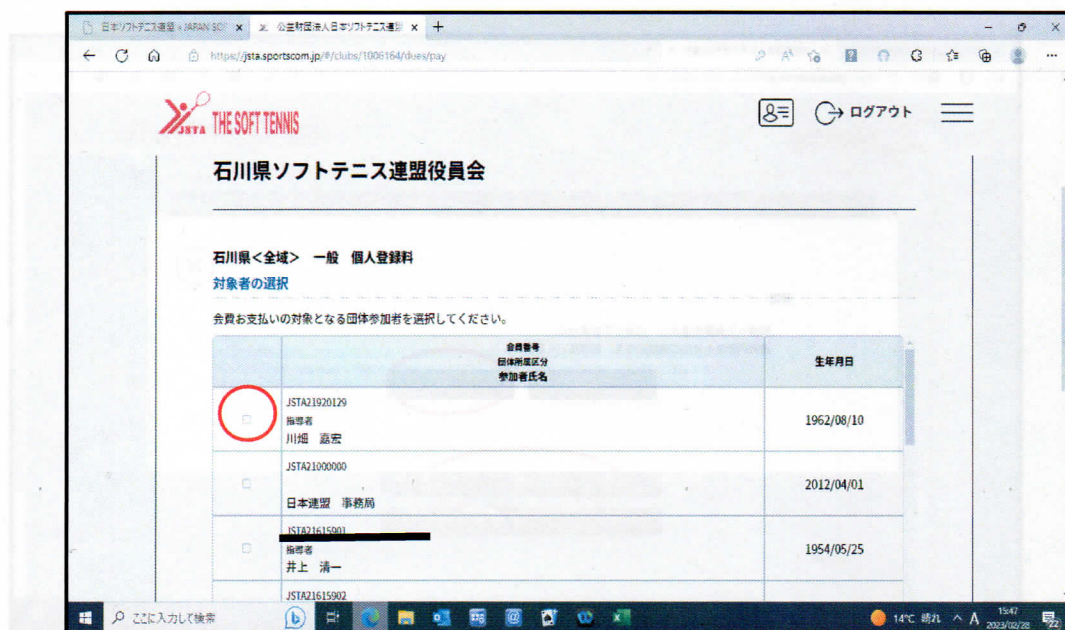 日本ソフトテニス連盟 - JAPAN SOF
公益財団法人日本ソフトテニス連盟
https://jsta.sportscom.jp/#/clubs/1006164/dues/pay
JSTA THE SOFT TENNIS
ログアウト
石川県ソフトテニス連盟役員会
石川県<全域> 一般 個人登録料
対象者の選択
会費お支払いの対象となる団体参加者を選択してください。
会員番号
団体所属区分
参加者氏名
生年月日
JSTA21920129
指導者
川畑 嘉宏
1962/08/10
JSTA21000000
日本連盟 事務局
2012/04/01
JSTA21615901
指導者
井上 清一
1954/05/25
JSTA21615902
ここに入力して検索
14°C 晴れ
A
15:47
2023/02/28
22